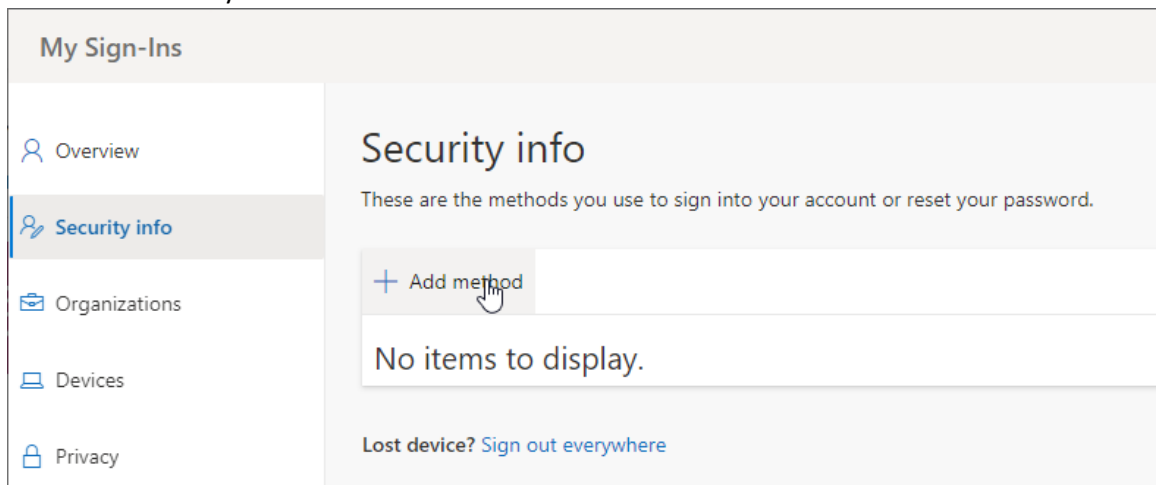 My Sign-Ins
Overview
Security info
Organizations
Devices
Privacy
Security info
These are the methods you use to sign into your account or reset your password.
+ Add method
No items to display.
Lost device? Sign out everywhere